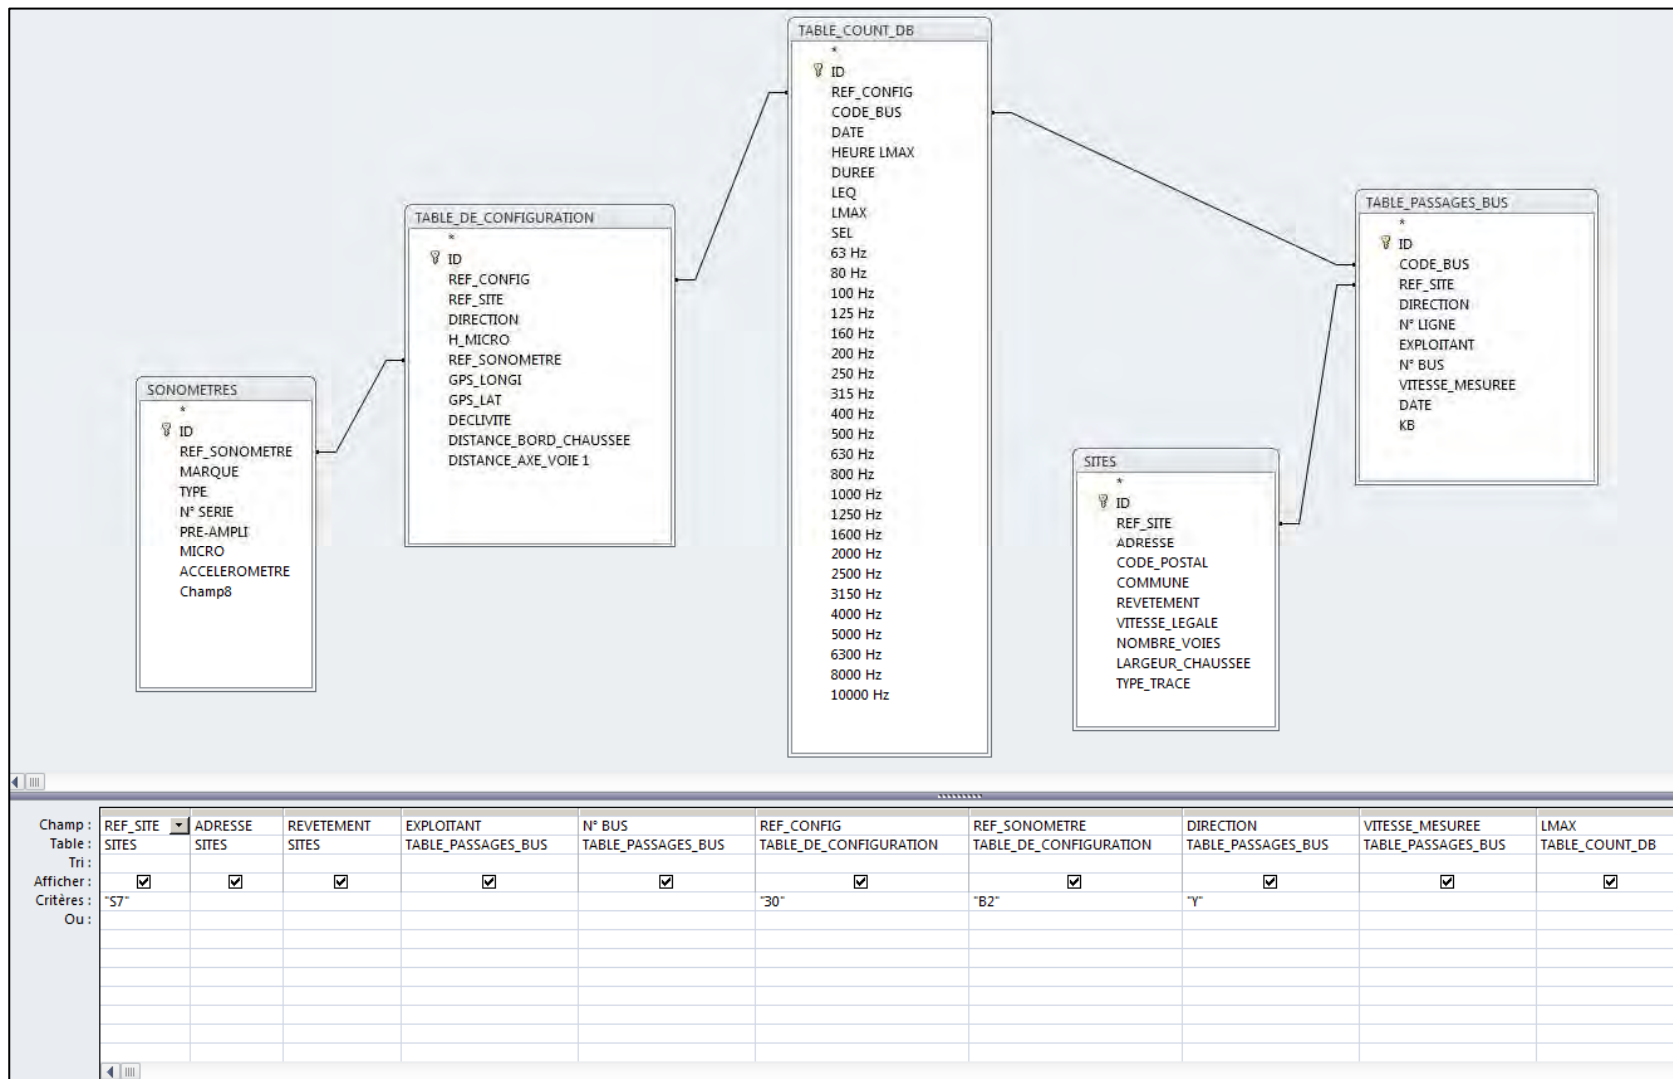 TABLE_COUNT_DB
*
ID
REF_CONFIG
CODE_BUS
DATE
HEURE LMAX
DUREE
LEQ
LMAX
SEL
63 Hz
80 Hz
100 Hz
125 Hz
160 Hz
200 Hz
250 Hz
315 Hz
400 Hz
500 Hz
630 Hz
800 Hz
1000 Hz
1250 Hz
1600 Hz
2000 Hz
2500 Hz
3150 Hz
4000 Hz
5000 Hz
6300 Hz
8000 Hz
10000 Hz
TABLE_DE_CONFIGURATION
*
ID
REF_CONFIG
REF_SITE
DIRECTION
H_MICRO
REF_SONOMETRE
GPS_LONGI
GPS_LAT
DECLIVITE
DISTANCE_BORD_CHAUSSEE
DISTANCE_AXE_VOIE 1
SONOMETRES
*
ID
REF_SONOMETRE
MARQUE
TYPE
N° SERIE
PRE-AMPLI
MICRO
ACCELEROMETRE
Champ8
TABLE_PASSAGES_BUS
*
ID
CODE_BUS
REF_SITE
DIRECTION
N° LIGNE
EXPLOITANT
N° BUS
VITESSE_MESUREE
DATE
KB
SITES
*
ID
REF_SITE
ADRESSE
CODE_POSTAL
COMMUNE
REVETEMENT
VITESSE_LEGALE
NOMBRE_VOIES
LARGEUR_CHAUSSEE
TYPE_TRACE
Champ : REF_SITE ADRESSE REVETEMENT EXPLOITANT N° BUS REF_CONFIG REF_SONOMETRE DIRECTION VITESSE_MESUREE LMAX
Table : SITES SITES SITES TABLE_PASSAGES_BUS TABLE_PASSAGES_BUS TABLE_DE_CONFIGURATION TABLE_DE_CONFIGURATION TABLE_PASSAGES_BUS TABLE_PASSAGES_BUS TABLE_COUNT_DB
Tri :
Afficher :
Critères : "S7" "30" "B2" "Y"
Ou :